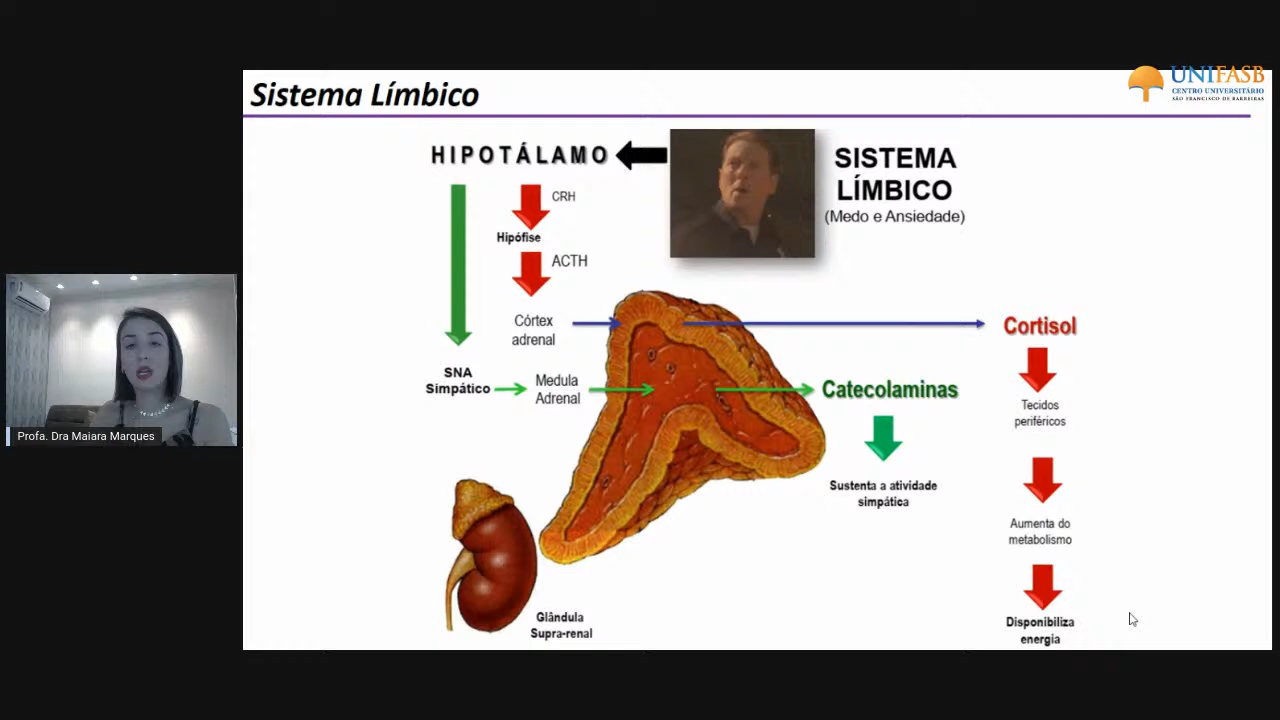 Sistema Límbico
UNIFASB
CENTRO UNIVERSITÁRIO
SÃO FRANCISCO DE BARREIRAS
HIPOTÁLAMO
SISTEMA
LÍMBICO
(Medo e Ansiedade)
CRH
Hipófise
ACTH
Córtex
adrenal
Cortisol
SNA
Simpático
Medula
Adrenal
Catecolaminas
Tecidos
periféricos
Sustenta a atividade
simpática
Aumenta do
metabolismo
Glândula
Supra-renal
Disponibiliza
energia
Profa. Dra Maiara Marques